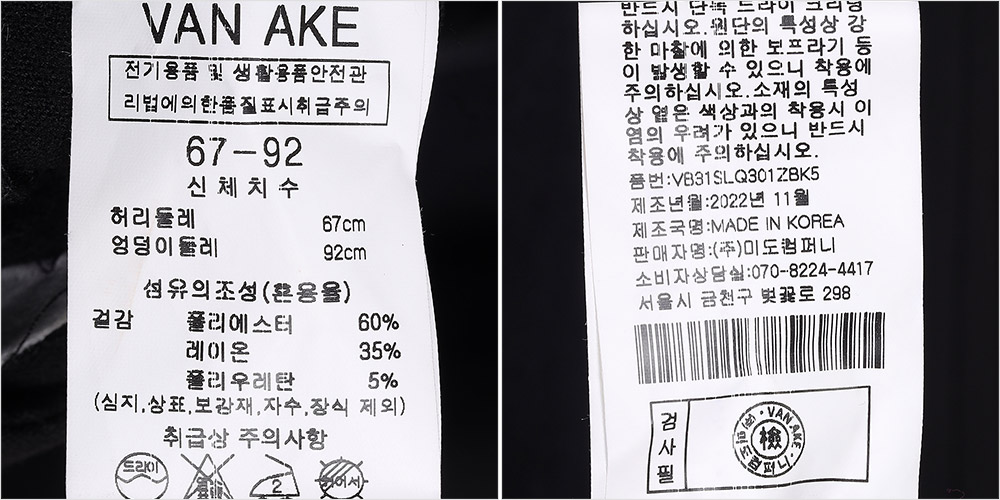 VAN AKE
전기용품 및 생활용품안전관
리법에의한품질표시취급주의
67-92
신체치수
허리둘레 67cm
엉덩이둘레 92cm
섬유의조성(혼용율)
겉감 폴리에스터 60%
레이온 35%
폴리우레탄 5%
(심지,상표,보강재,자수,장식 제외)
취급상 주의사항
드라이
2
반드시 단독 드라이 크리닝
하십시오.원단의 특성상 강
한 마찰에 의한 보프라기 등
이 발생할 수 있으니 착용에
주의하십시오.소재의 특성
상 옅은 색상과의 착용시 이
염의 우려가 있으니 반드시
착용에 주의하십시오.
품번:VB31SLQ301ZBK5
제조년월:2022년 11월
제조국명:MADE IN KOREA
판매자명:(주)미도컴퍼니
소비자상담실:070-8224-4417
서울시 금천구 벚꽃로 298
검사필
VAN AKE
(주)미도컴퍼니
檢